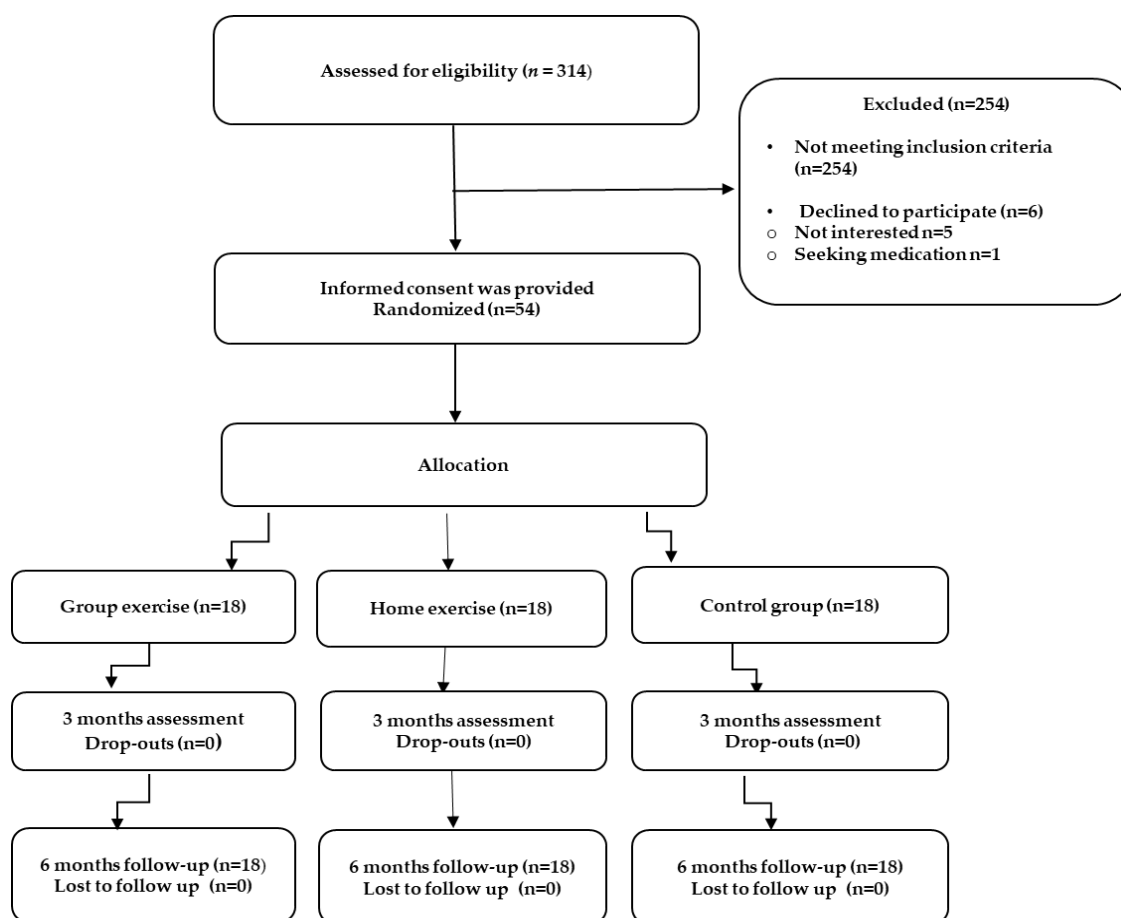 Assessed for eligibility (n = 314)
Excluded (n=254)
• Not meeting inclusion criteria
(n=254)
• Declined to participate (n=6)
o Not interested n=5
o Seeking medication n=1
Informed consent was provided
Randomized (n=54)
Allocation
Group exercise (n=18)
Home exercise (n=18)
Control group (n=18)
3 months assessment
Drop-outs (n=0)
3 months assessment
Drop-outs (n=0)
3 months assessment
Drop-outs (n=0)
6 months follow-up (n=18)
Lost to follow up (n=0)
6 months follow-up (n=18)
Lost to follow up (n=0)
6 months follow-up (n=18)
Lost to follow up (n=0)